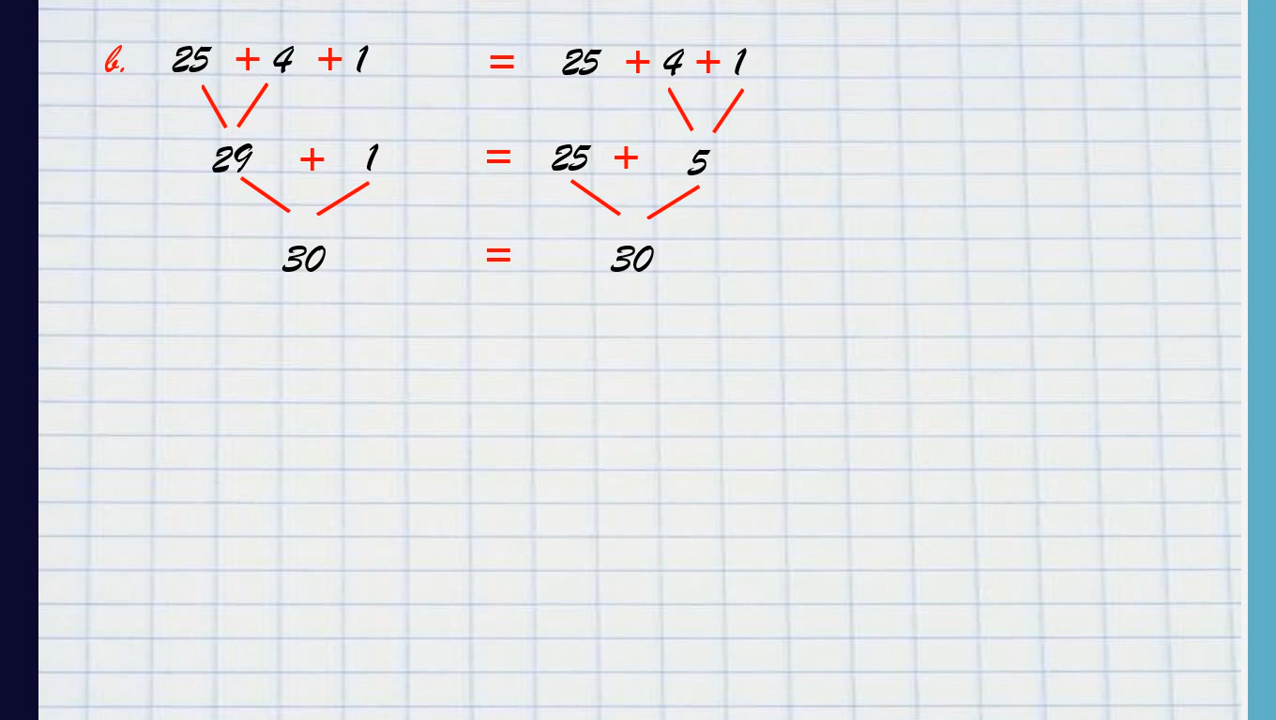 b. 25 + 4 + 1 = 25 + 4 + 1
29 + 1 = 25 + 5
30 = 30